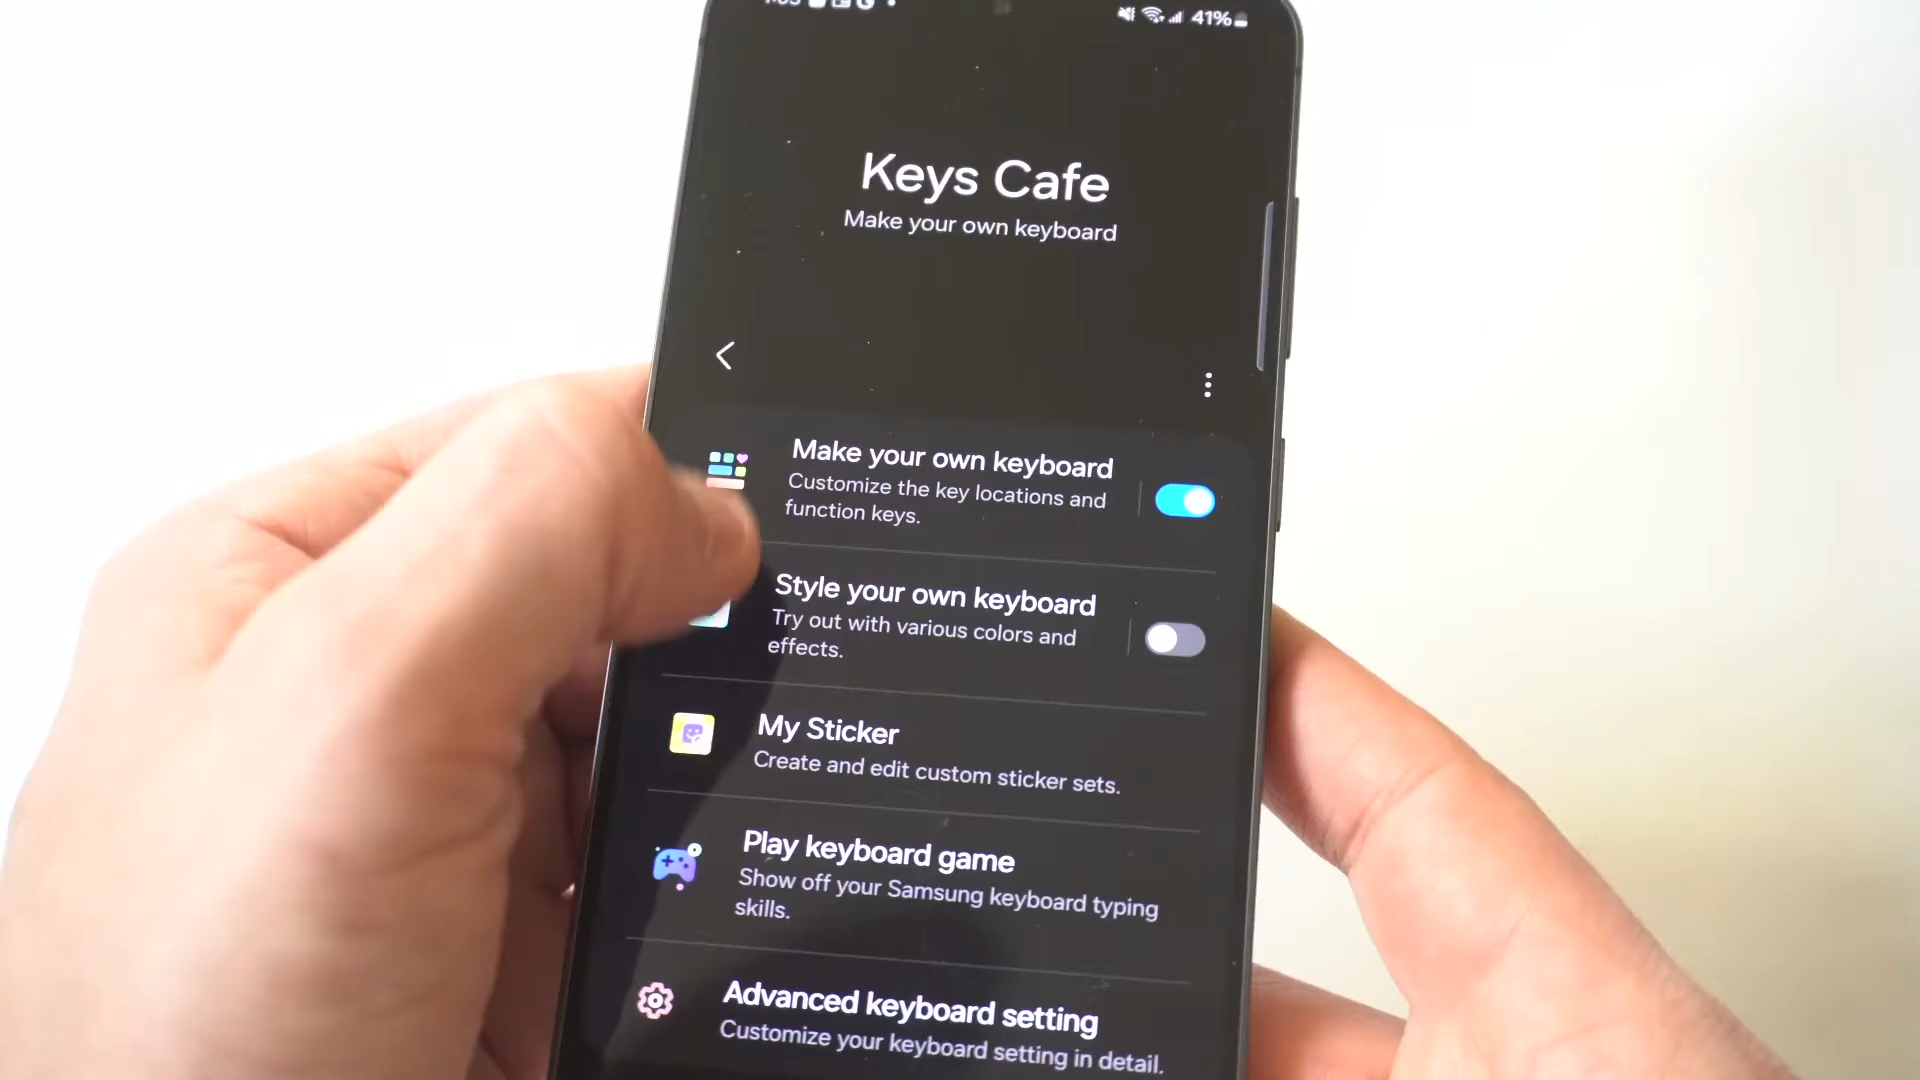 41%
Keys Cafe
Make your own keyboard
Make your own keyboard
Customize the key locations and
function keys.
Style your own keyboard
Try out with various colors and
effects.
My Sticker
Create and edit custom sticker sets.
Play keyboard game
Show off your Samsung keyboard typing
skills.
Advanced keyboard setting
Customize your keyboard setting in detail.